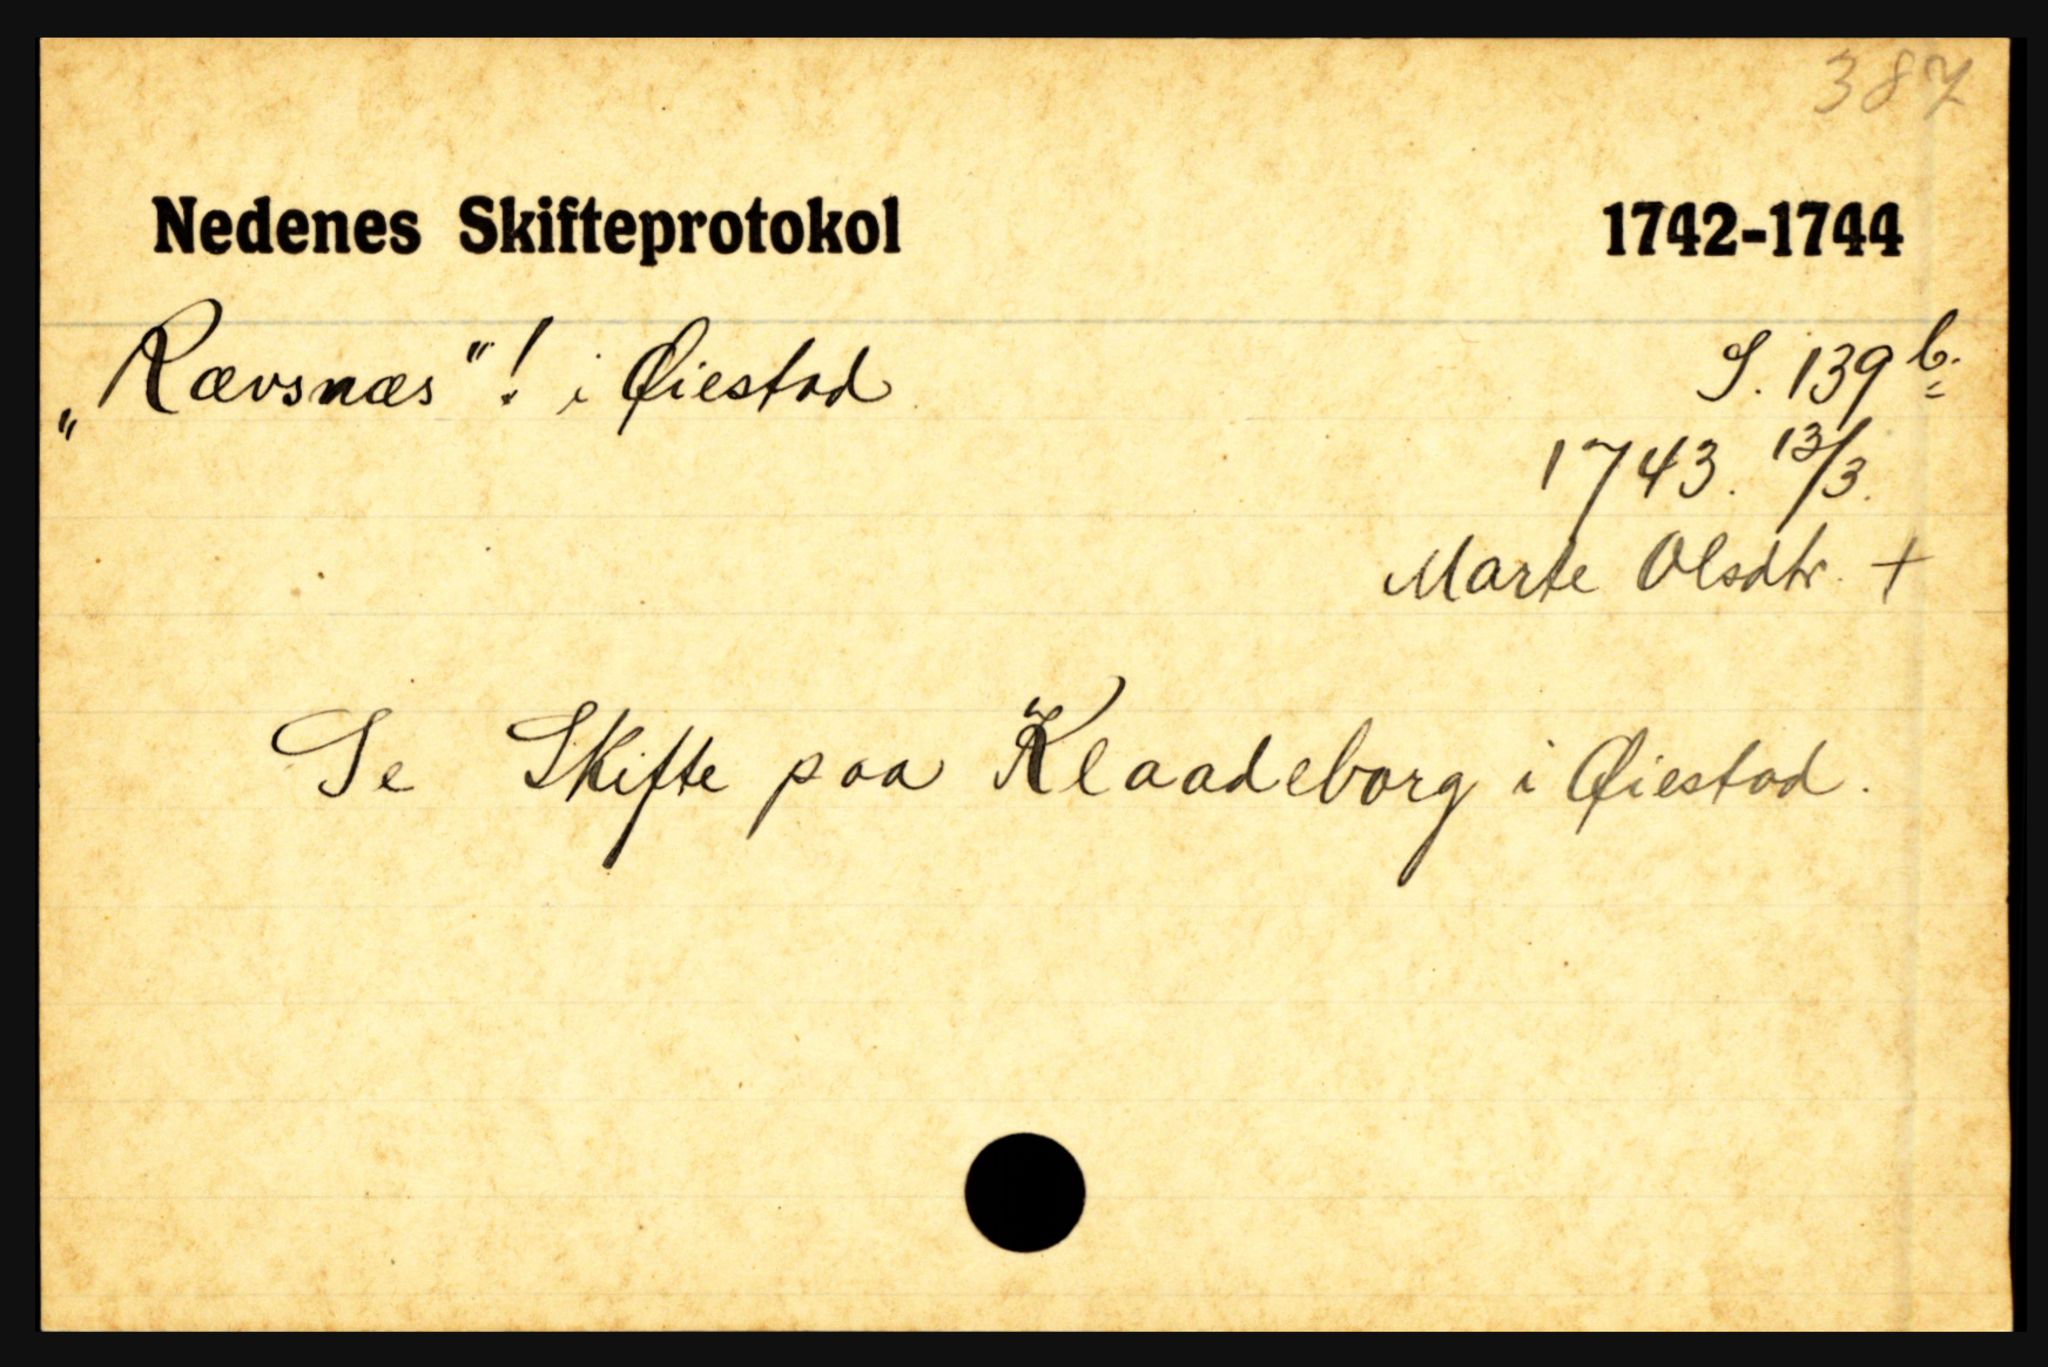 387
Nedenes Skifteprotokol 1742-1744
„Rævsnæs"! i Øiestad S. 139 b.
1743. 13/3.
Marte Olsdtr. +
Se Skifte paa Klaadeborg i Øiestad.